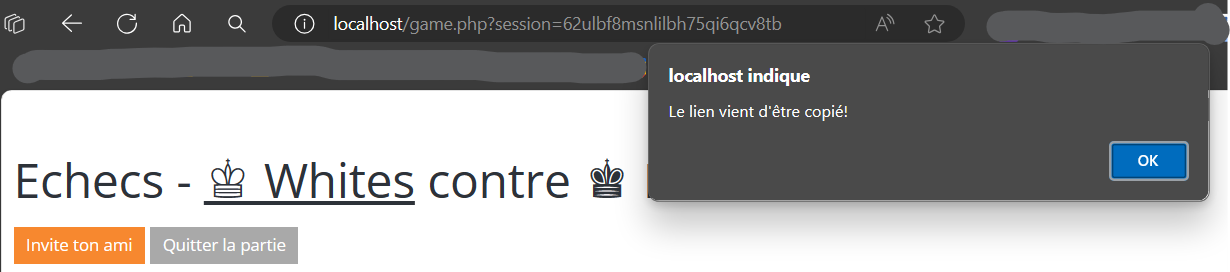 localhost/game.php?session=62ulbf8msnlilbh75qi6qcv8tb
localhost indique
Le lien vient d'être copié!
OK
Echecs - ♔ Whites contre ♚
Invite ton ami
Quitter la partie